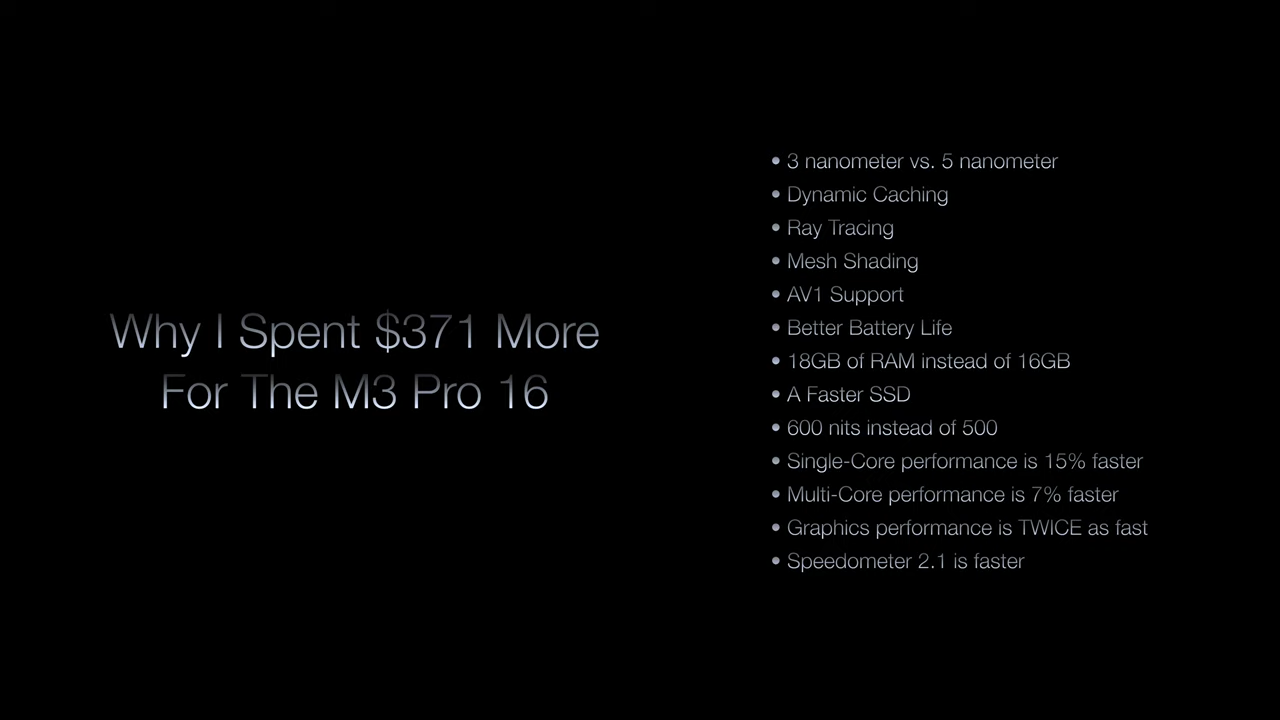 Why I Spent $371 More
For The M3 Pro 16
• 3 nanometer vs. 5 nanometer
• Dynamic Caching
• Ray Tracing
• Mesh Shading
• AV1 Support
• Better Battery Life
• 18GB of RAM instead of 16GB
• A Faster SSD
• 600 nits instead of 500
• Single-Core performance is 15% faster
• Multi-Core performance is 7% faster
• Graphics performance is TWICE as fast
• Speedometer 2.1 is faster